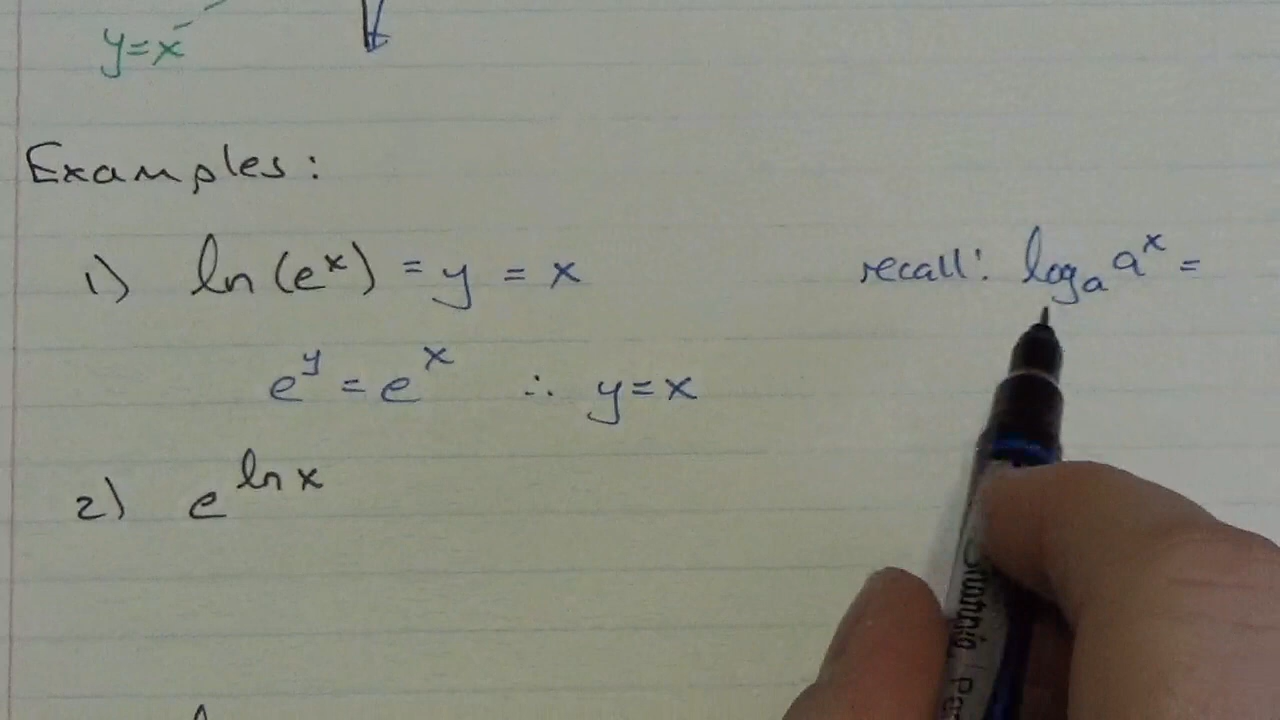 y=x
Examples:
1) ln(eˣ) = y = x recall: logₐ aˣ =
eʸ = eˣ ∴ y=x
2) e^ln x